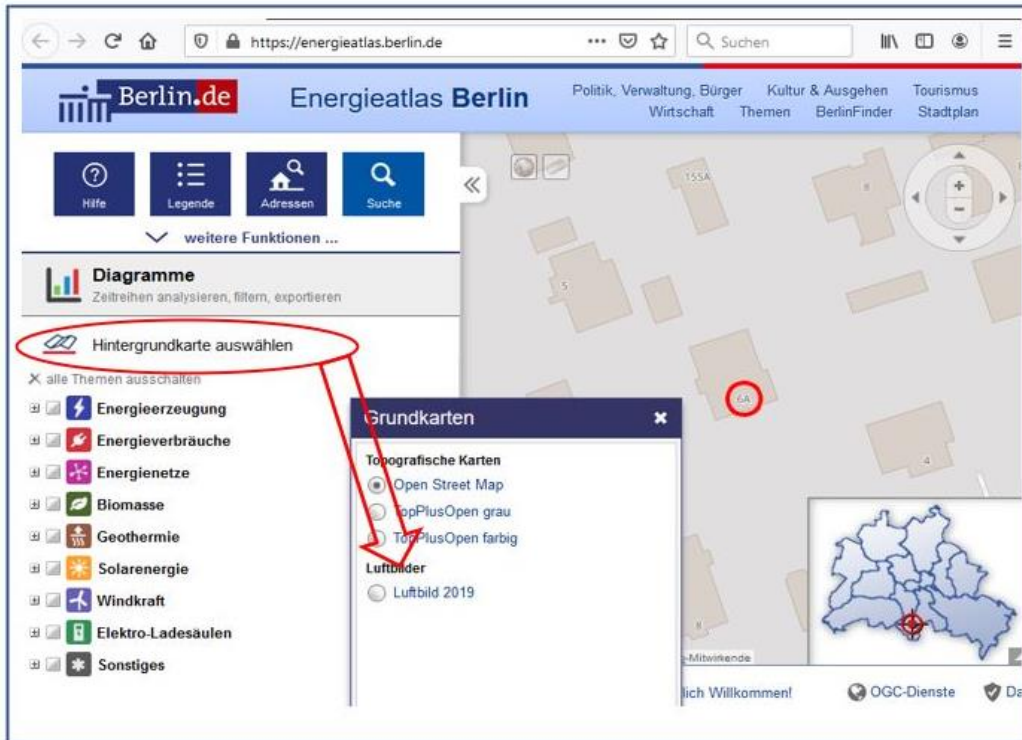 https://energieatlas.berlin.de
Suchen
Berlin.de
Energieatlas Berlin
Politik, Verwaltung, Bürger Kultur & Ausgehen Tourismus
Wirtschaft Themen BerlinFinder Stadtplan
Hilfe
Legende
Adressen
Suche
weitere Funktionen ...
Diagramme
Zeitreihen analysieren, filtern, exportieren
Hintergrundkarte auswählen
alle Themen ausschalten
Energieerzeugung
Energieverbräuche
Energienetze
Biomasse
Geothermie
Solarenergie
Windkraft
Elektro-Ladesäulen
Sonstiges
Grundkarten
Topografische Karten
Open Street Map
TopPlusOpen grau
TopPlusOpen farbig
Luftbilder
Luftbild 2019
155A
8
5
6A
4
8
-Mitwirkende
lich Willkommen!
OGC-Dienste
Da